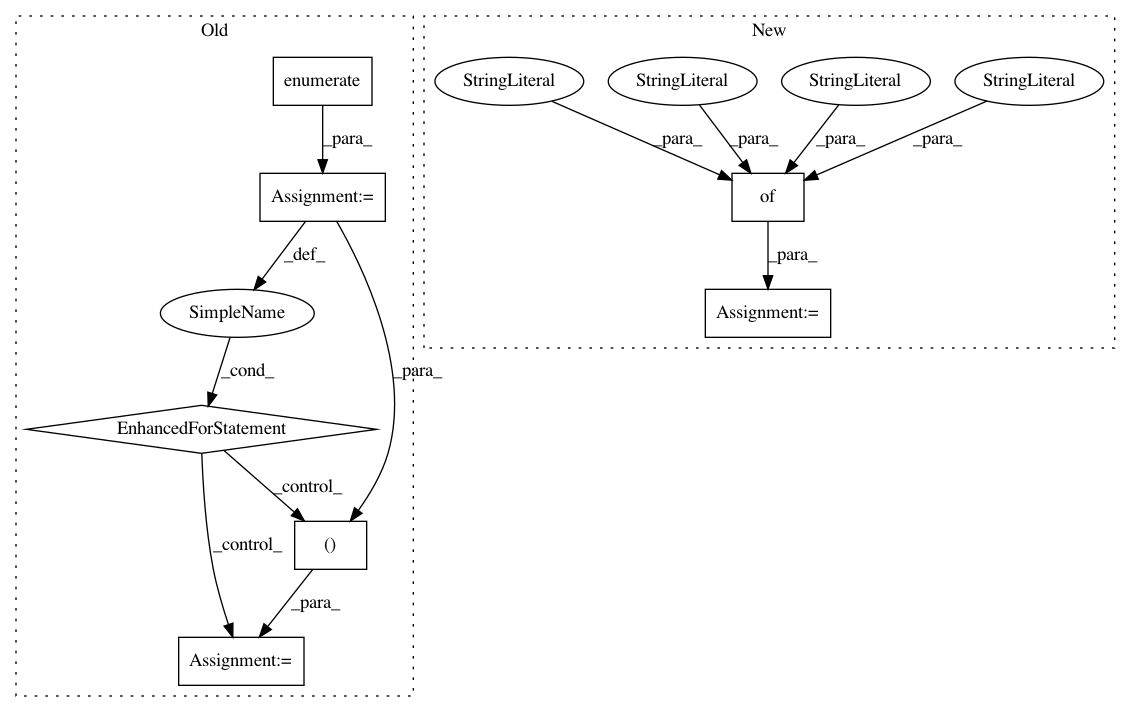 Old
New
enumerate
StringLiteral
StringLiteral
StringLiteral
StringLiteral
_para_
_para_
_para_
_para_
_para_
Assignment:=
of
_def_
_para_
SimpleName
Assignment:=
_cond_
_para_
EnhancedForStatement
_control_
_control_
()
_para_
Assignment:=